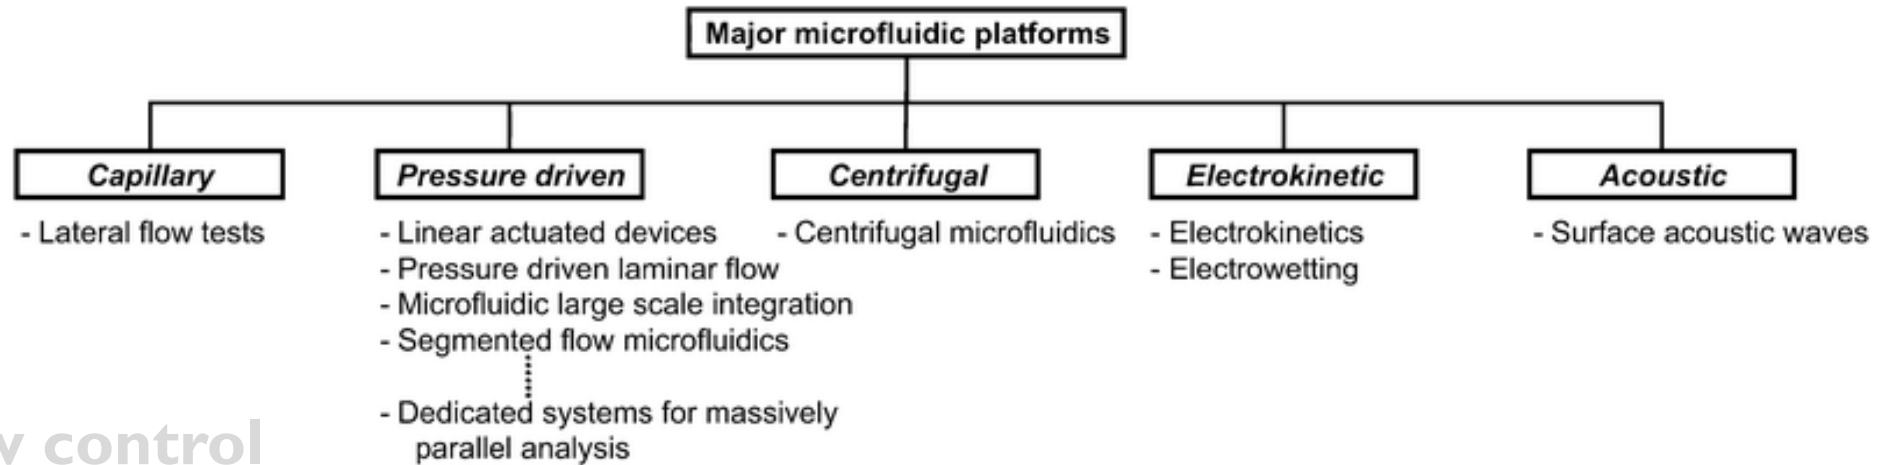 Major microfluidic platforms
Capillary
- Lateral flow tests
Pressure driven
- Linear actuated devices
- Pressure driven laminar flow
- Microfluidic large scale integration
- Segmented flow microfluidics
- Dedicated systems for massively
parallel analysis
Centrifugal
- Centrifugal microfluidics
Electrokinetic
- Electrokinetics
- Electrowetting
Acoustic
- Surface acoustic waves
control